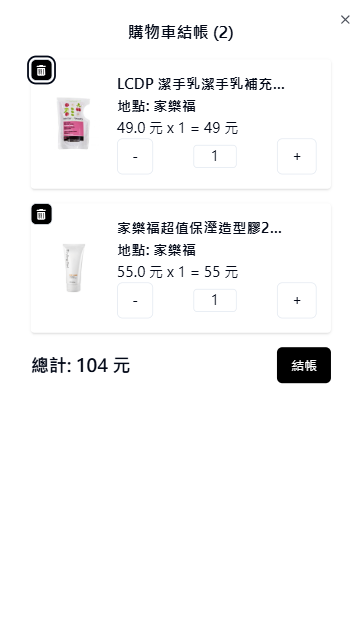 購物車結帳 (2)
×
LCDP 潔手乳潔手乳補充...
地點: 家樂福
49.0 元 x 1 = 49 元
- 1 +
家樂福超值保溼造型膠2...
地點: 家樂福
55.0 元 x 1 = 55 元
- 1 +
總計: 104 元
結帳